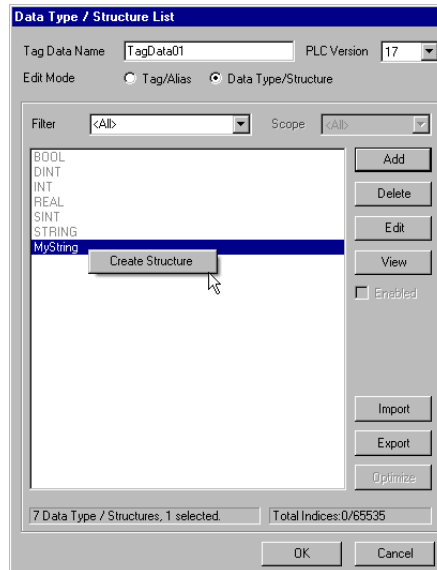 Data Type / Structure List
Tag Data Name TagData01 PLC Version 17
Edit Mode Tag/Alias Data Type/Structure
Filter <All> Scope <All>
BOOL
DINT
INT
REAL
SINT
STRING
MyString
Create Structure
Add
Delete
Edit
View
Enabled
Import
Export
Optimize
7 Data Type / Structures, 1 selected. Total Indices:0/65535
OK Cancel